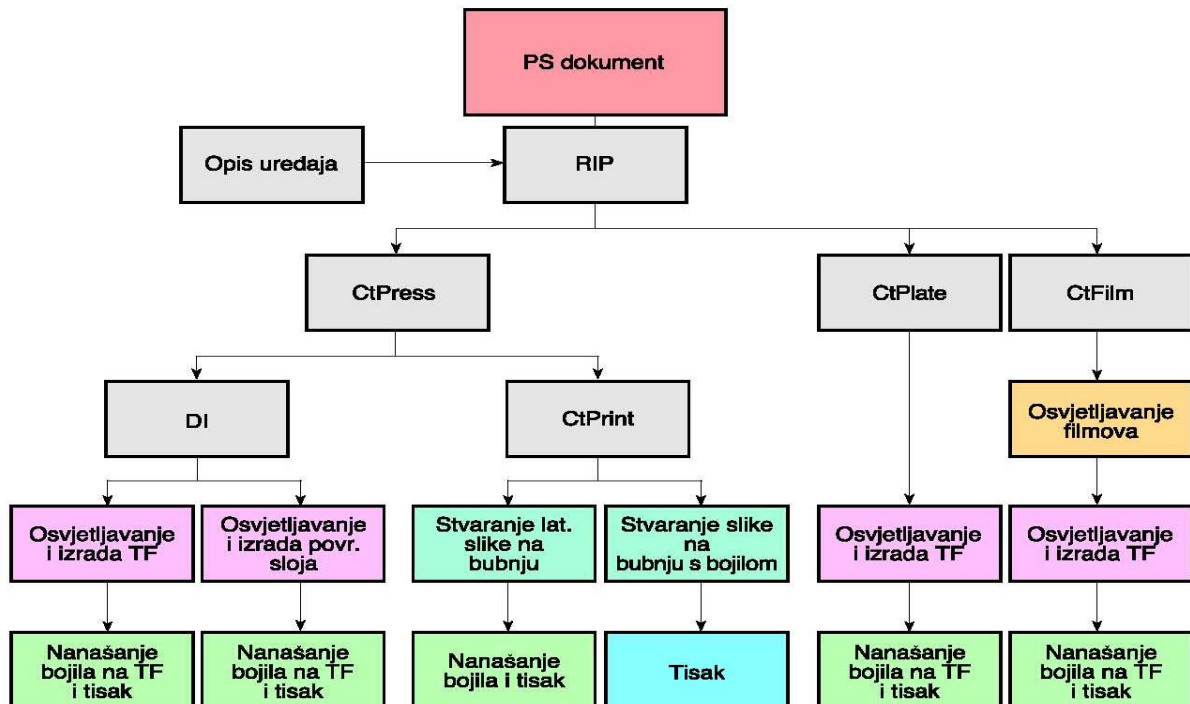 PS dokument
Opis uredaja
RIP
CtPress
CtPlate
CtFilm
DI
CtPrint
Osvjetljavanje
filmova
Osvjetljavanje
i izrada TF
Osvjetljavanje
i izrada povr.
sloja
Stvaranje lat.
slike na
bubnju
Stvaranje slike
na
bubnju s bojilom
Osvjetljavanje
i izrada TF
Osvjetljavanje
i izrada TF
Nanašanje
bojila na TF
i tisak
Nanašanje
bojila na TF
i tisak
Nanašanje
bojila i tisak
Tisak
Nanašanje
bojila na TF
i tisak
Nanašanje
bojila na TF
i tisak